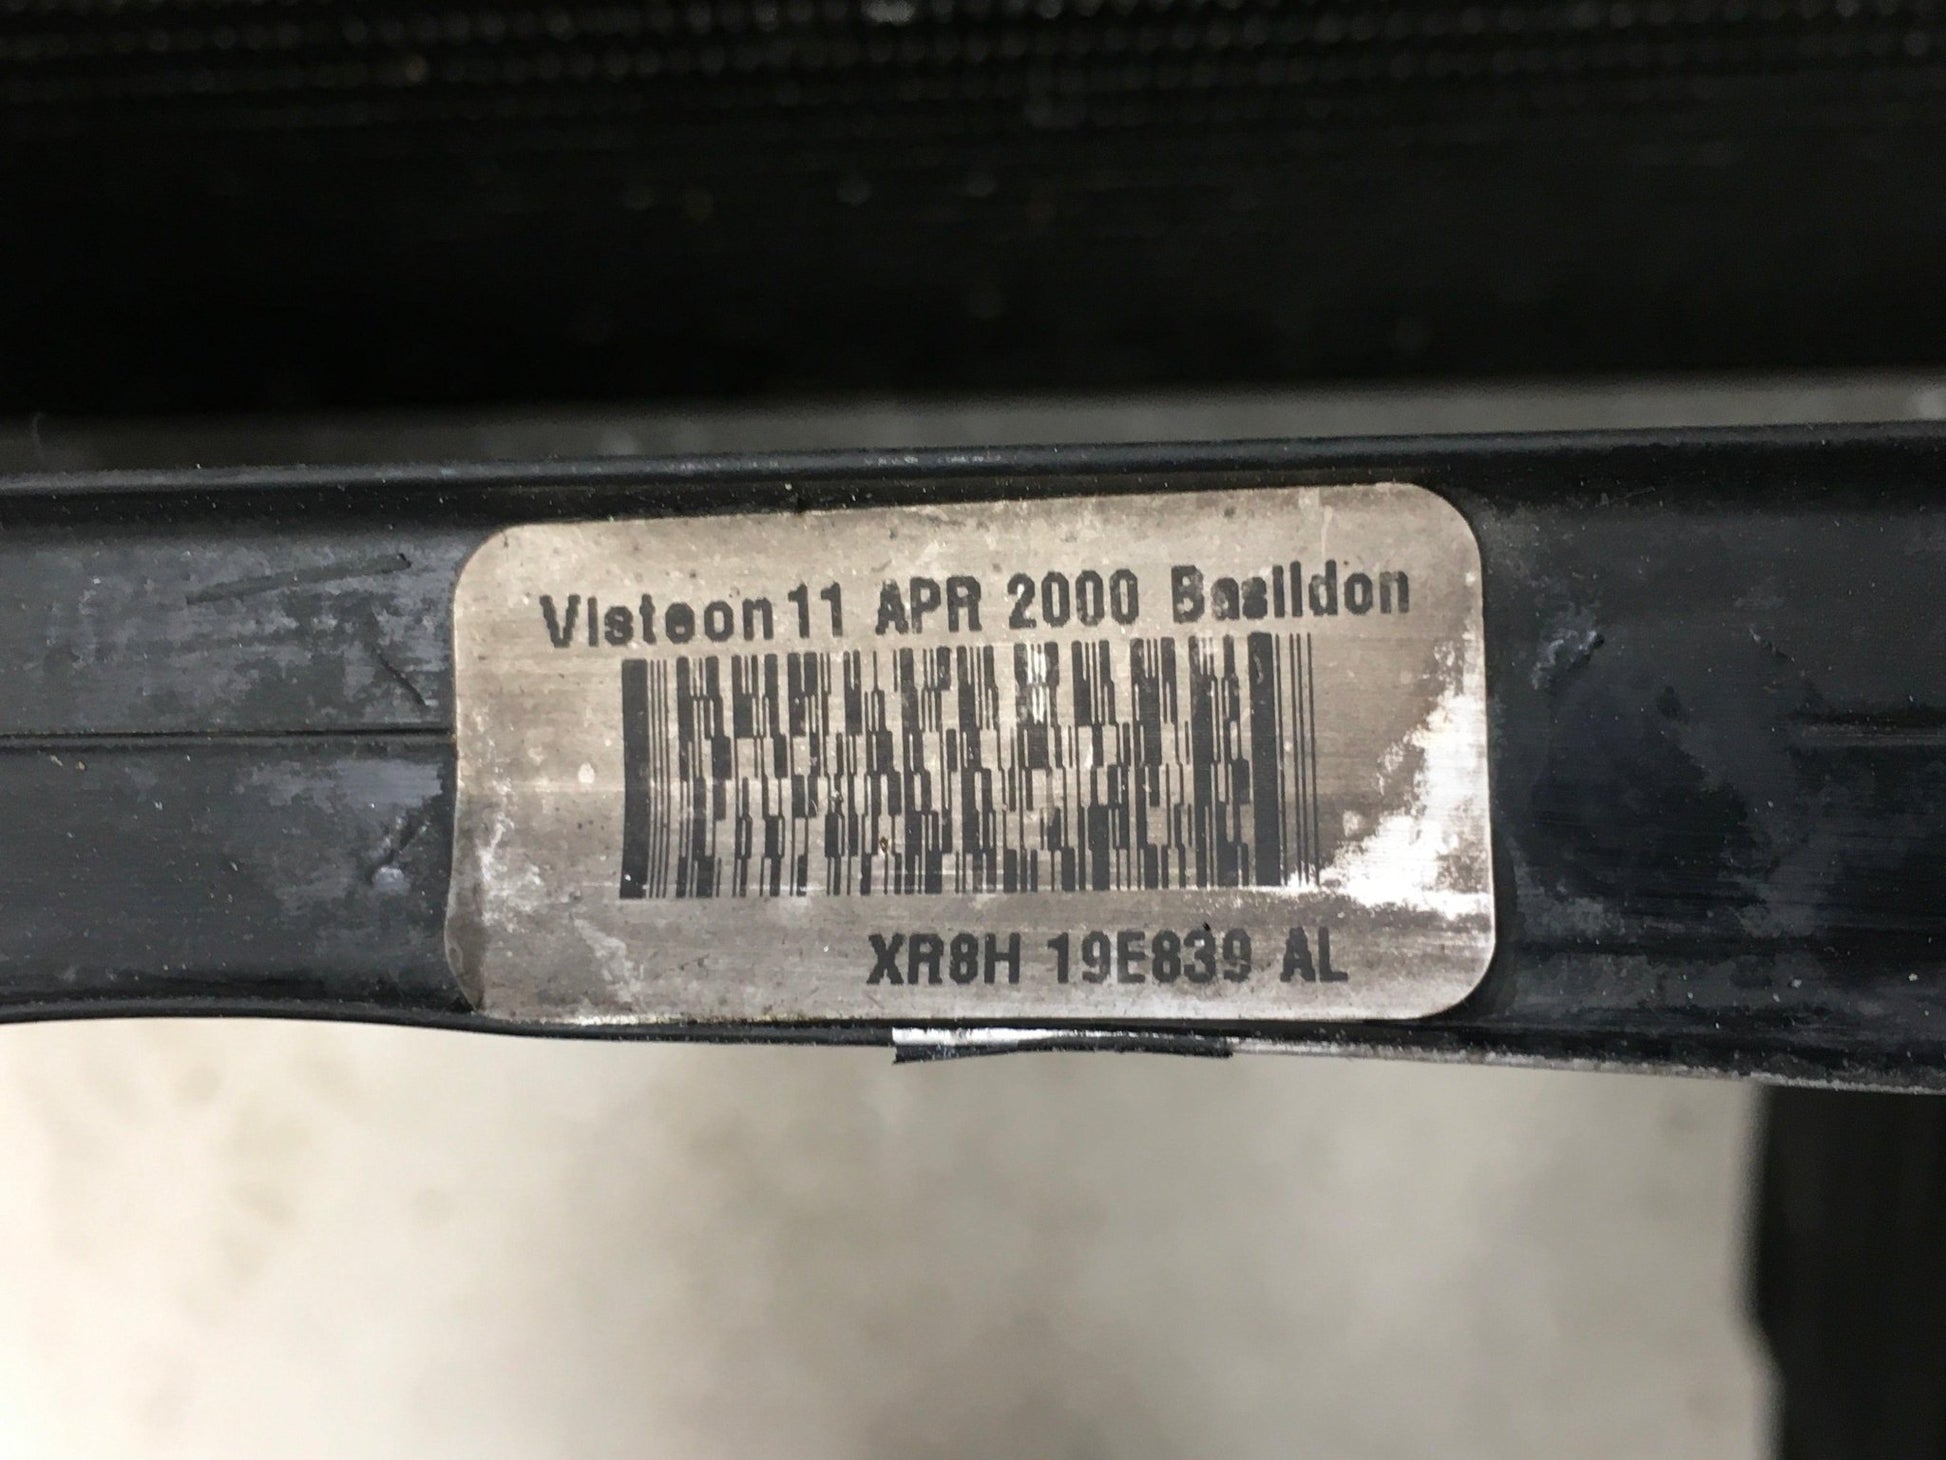 Visteon 11 APR 2000 Basildon
XR8H 19E839 AL